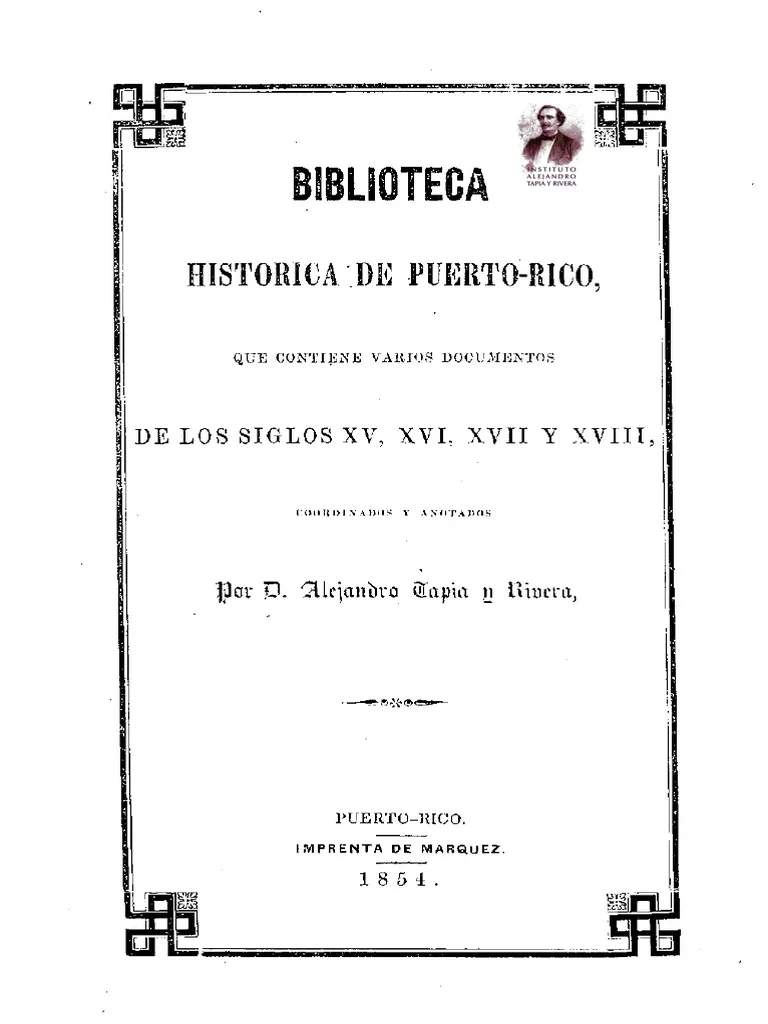 INSTITUTO
ALEJANDRO
TAPIA Y RIVERA
BIBLIOTECA
HISTORICA DE PUERTO-RICO,
QUE CONTIENE VARIOS DOCUMENTOS
DE LOS SIGLOS XV, XVI, XVII Y XVIII,
COORDINADOS Y ANOTADOS
Por D. Alejandro Tapia y Rivera,
PUERTO-RICO.
IMPRENTA DE MARQUEZ.
1854.